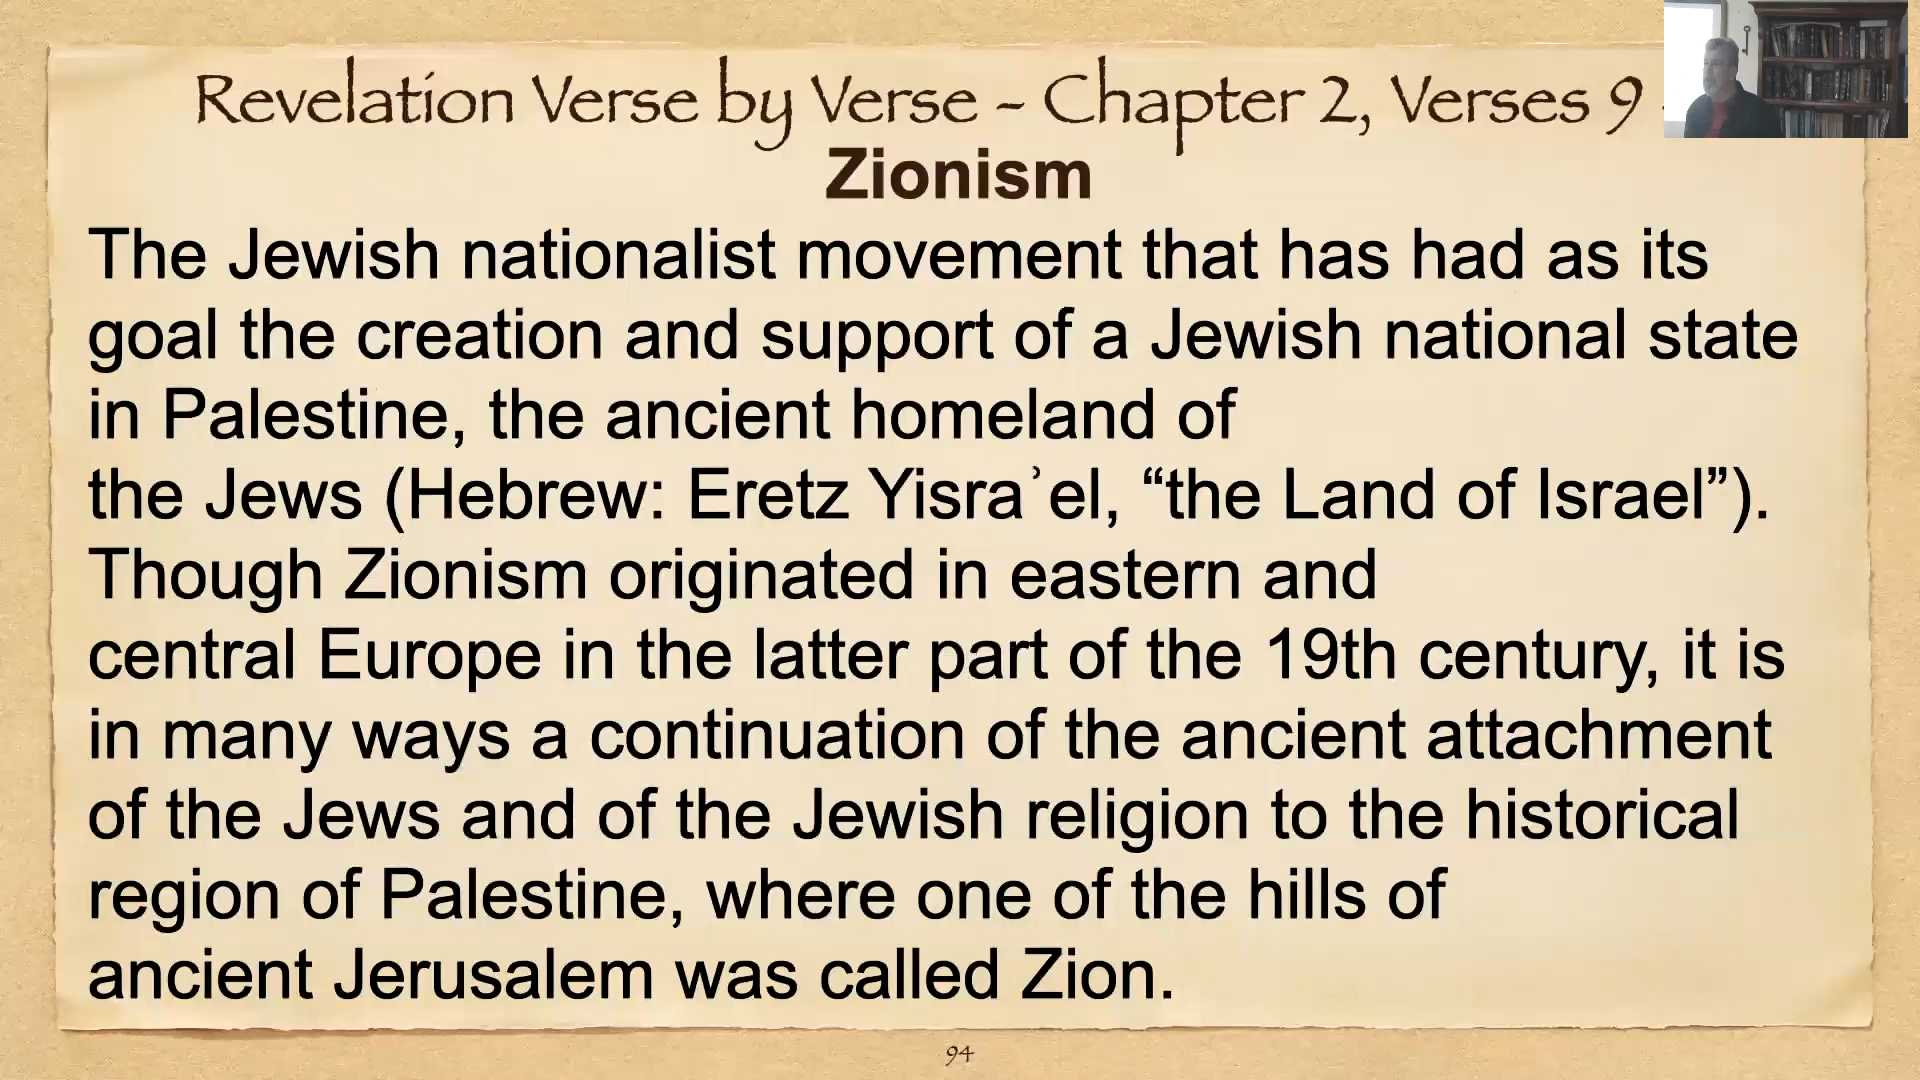 Revelation Verse by Verse - Chapter 2, Verses 9
Zionism
The Jewish nationalist movement that has had as its
goal the creation and support of a Jewish national state
in Palestine, the ancient homeland of
the Jews (Hebrew: Eretz Yisraʾel, “the Land of Israel”).
Though Zionism originated in eastern and
central Europe in the latter part of the 19th century, it is
in many ways a continuation of the ancient attachment
of the Jews and of the Jewish religion to the historical
region of Palestine, where one of the hills of
ancient Jerusalem was called Zion.
94